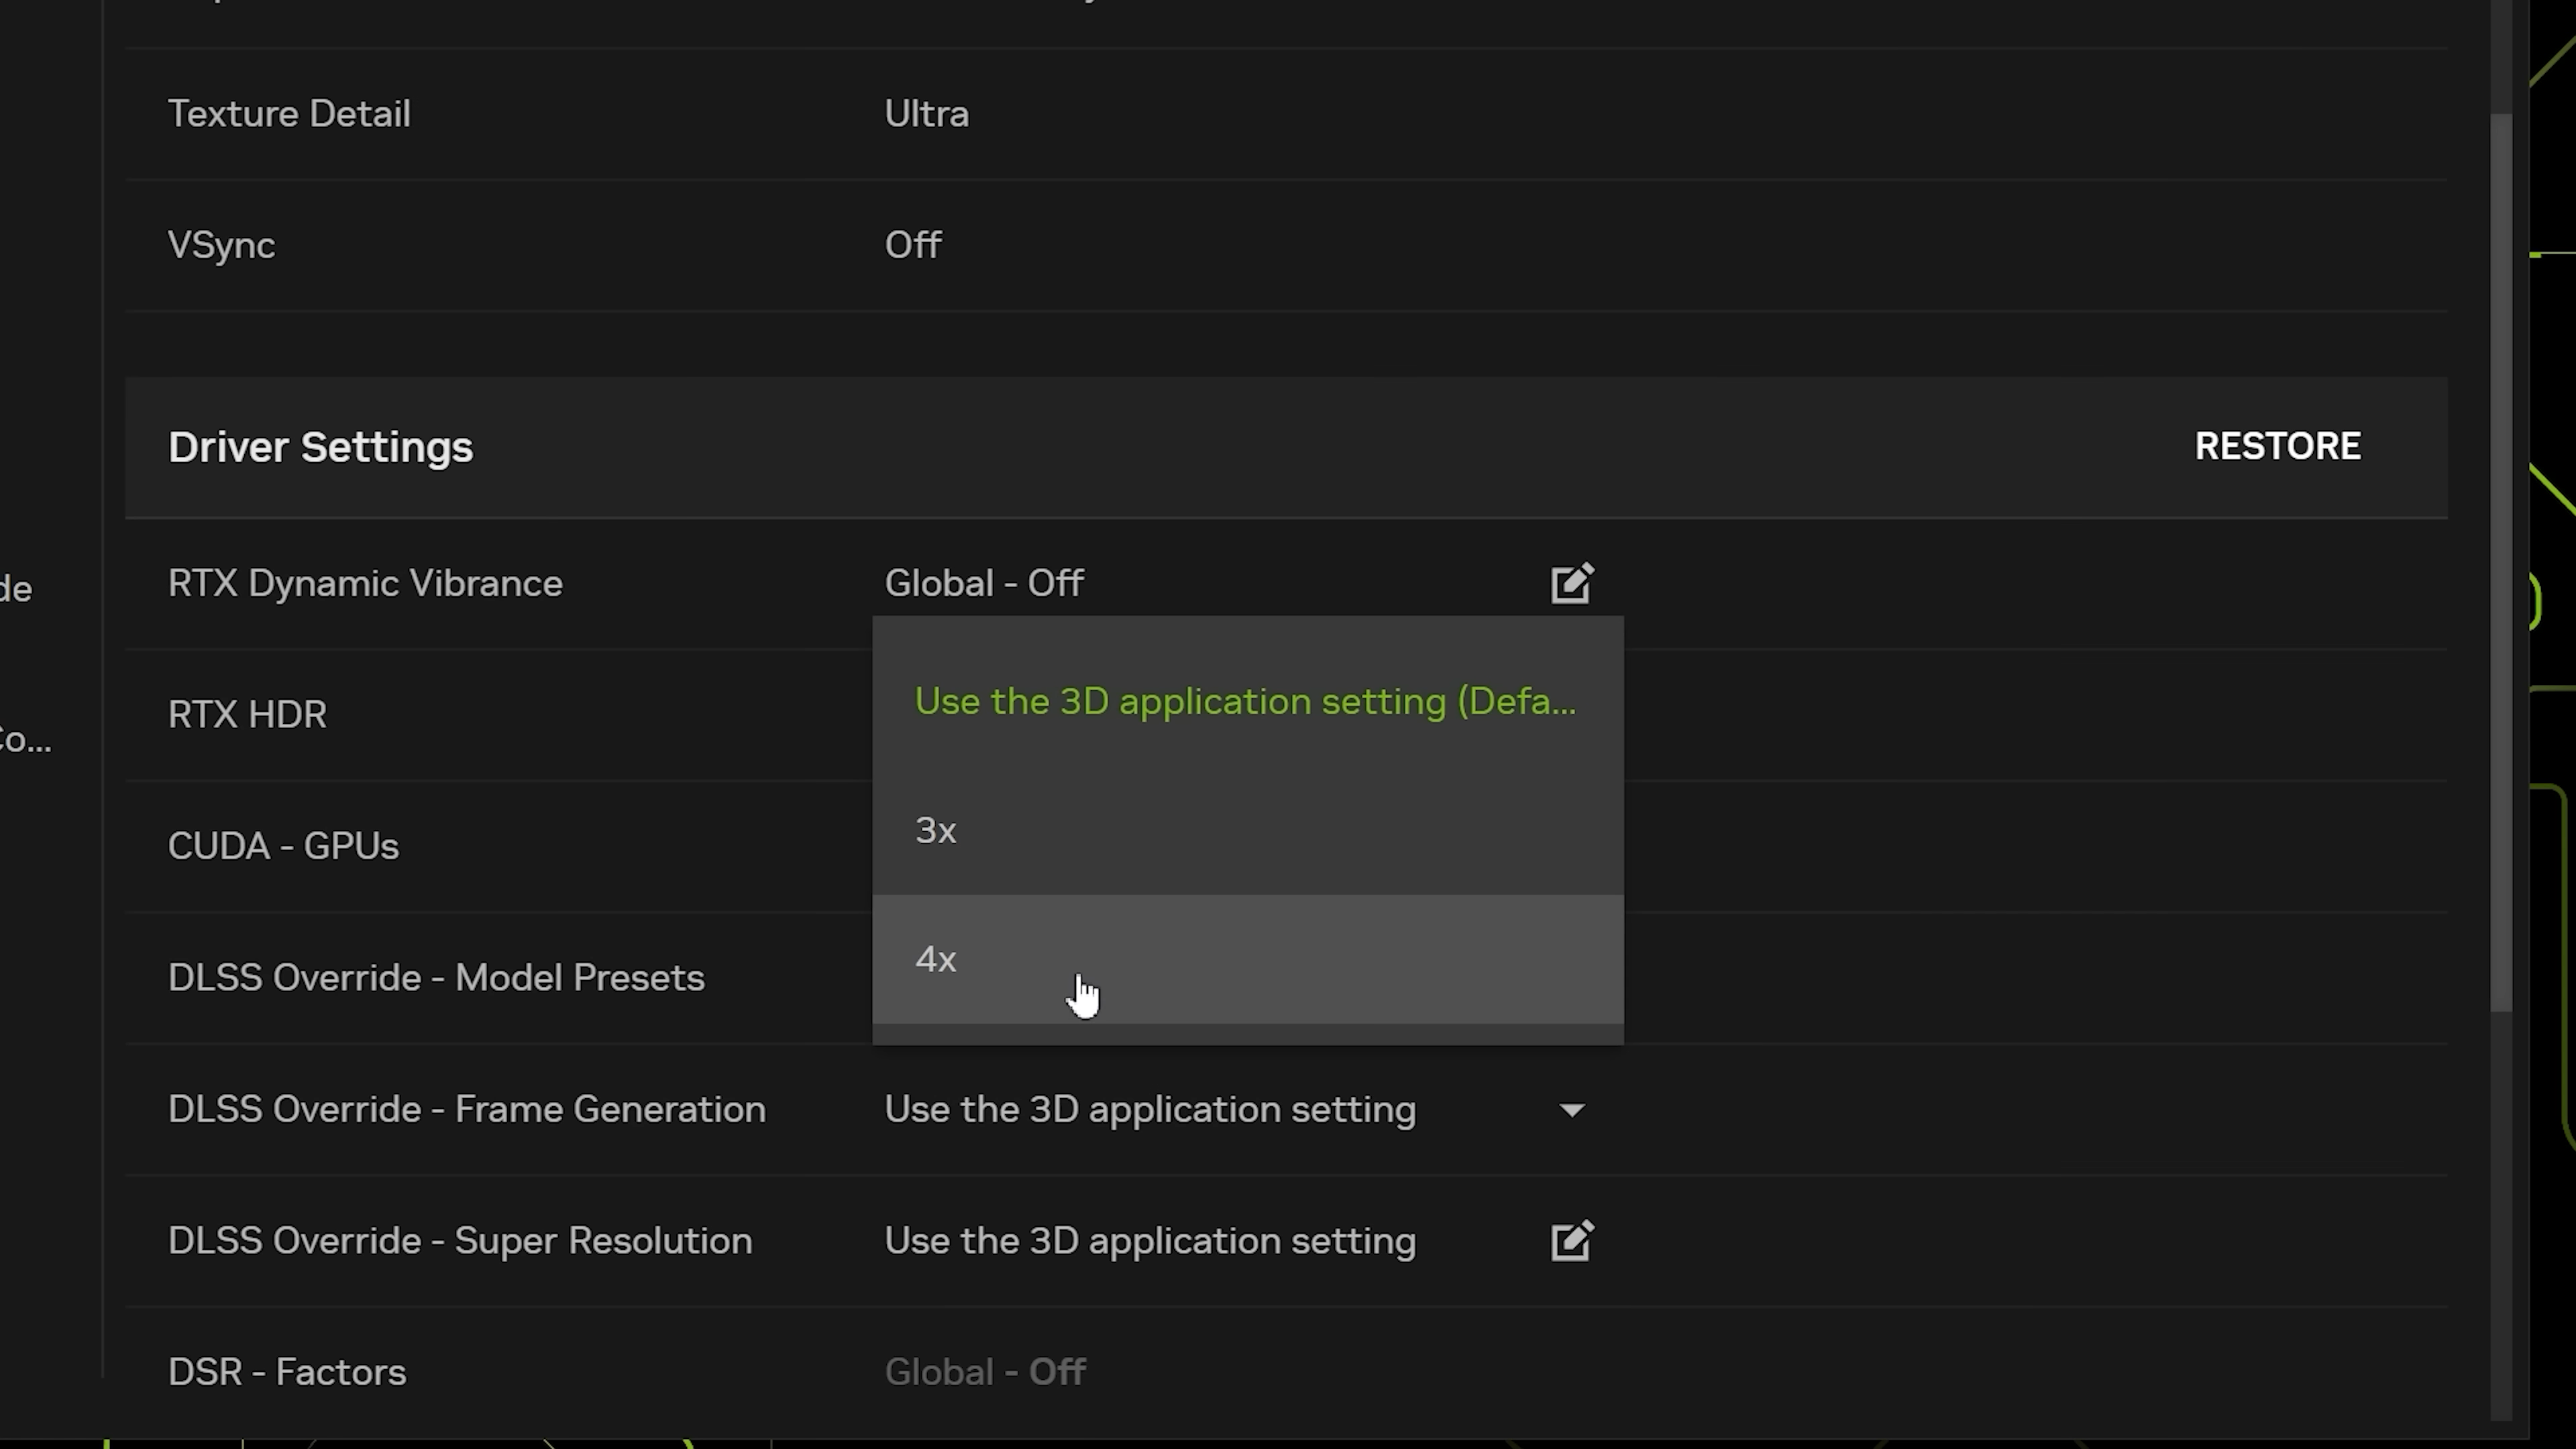 Texture Detail Ultra
VSync Off
Driver Settings RESTORE
RTX Dynamic Vibrance Global - Off
de
Use the 3D application setting (Defa...
RTX HDR
Co...
3x
CUDA - GPUs
4x
DLSS Override - Model Presets
DLSS Override - Frame Generation Use the 3D application setting
DLSS Override - Super Resolution Use the 3D application setting
DSR - Factors Global - Off